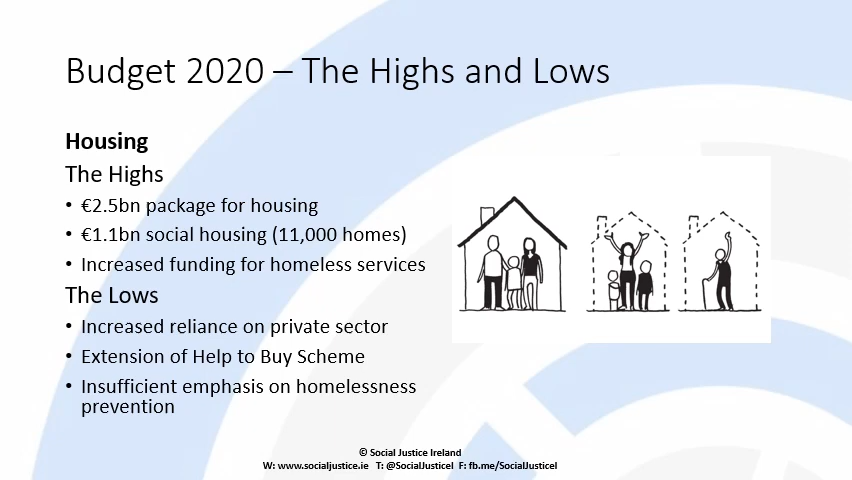 Budget 2020 – The Highs and Lows
Housing
The Highs
• €2.5bn package for housing
• €1.1bn social housing (11,000 homes)
• Increased funding for homeless services
The Lows
• Increased reliance on private sector
• Extension of Help to Buy Scheme
• Insufficient emphasis on homelessness
prevention
© Social Justice Ireland
W: www.socialjustice.ie T: @SocialJusticeI F: fb.me/SocialJusticeI